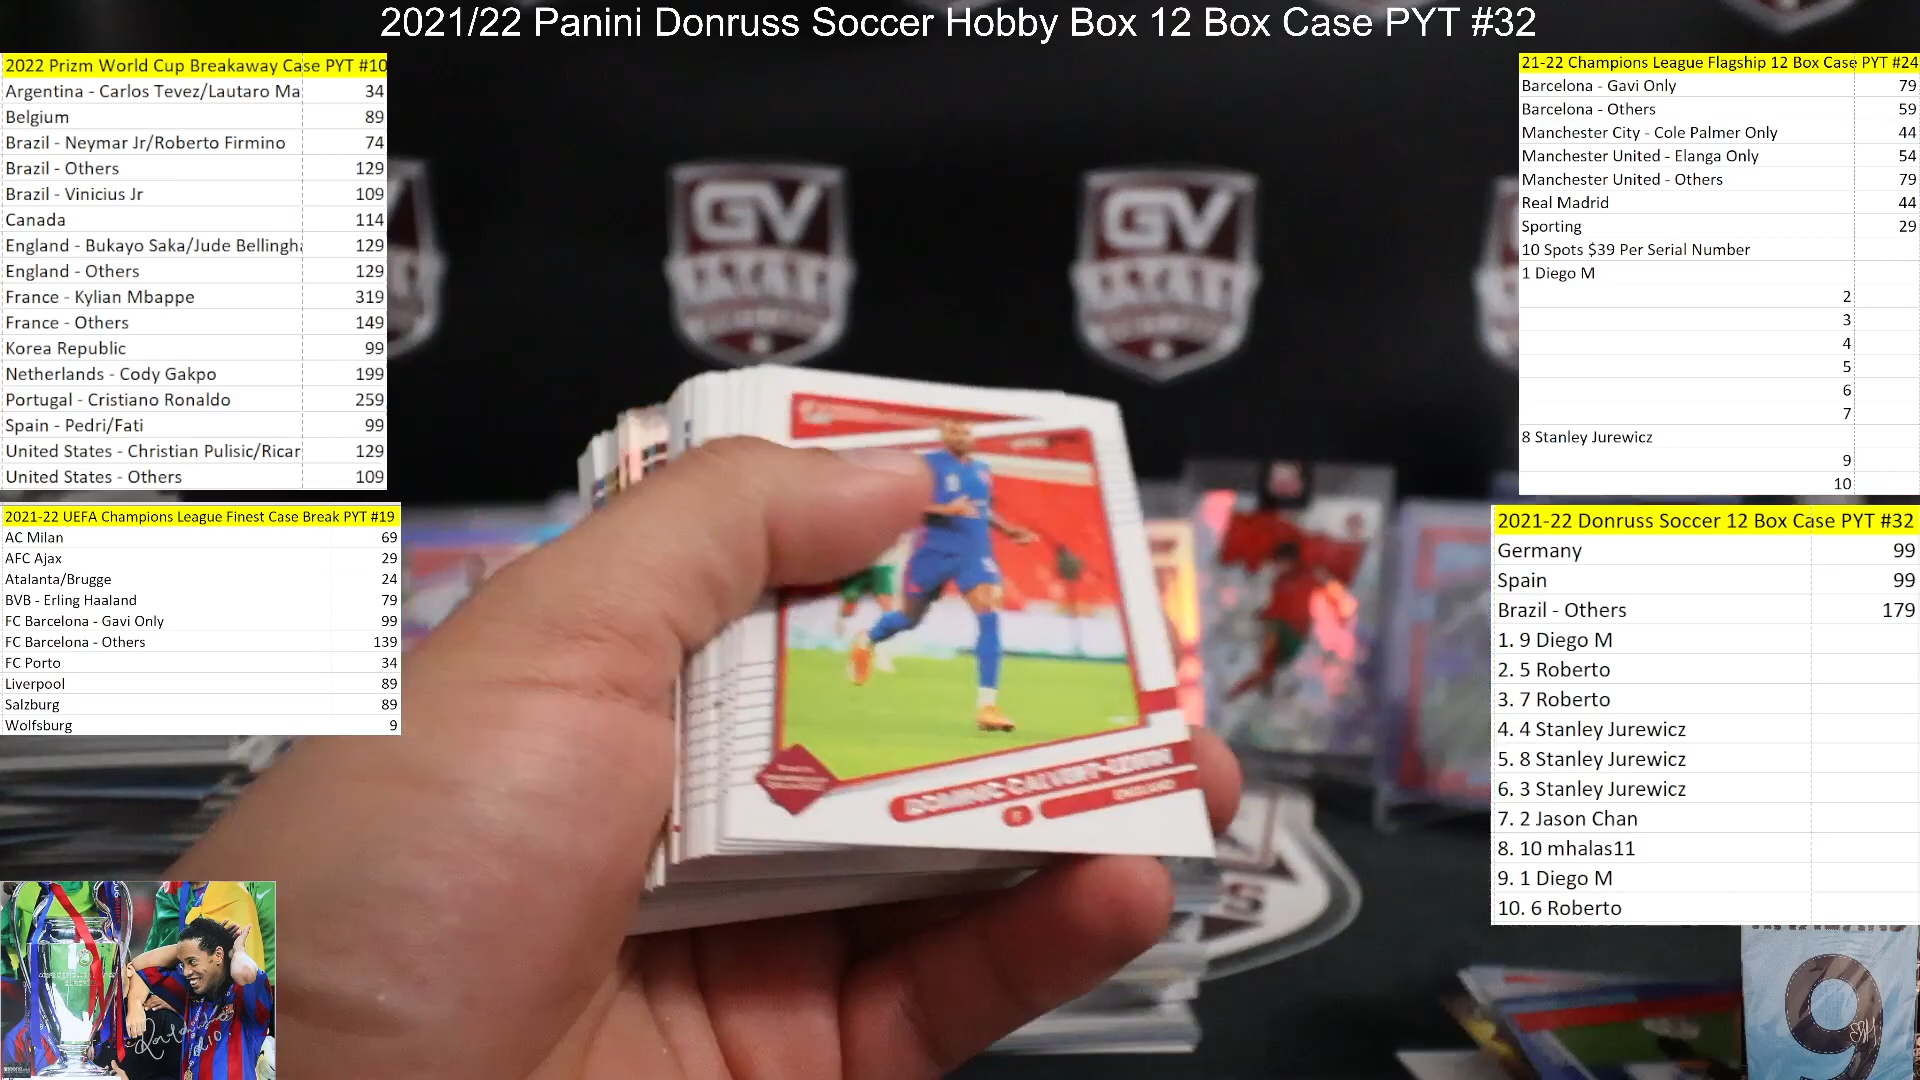 2021/22 Panini Donruss Soccer Hobby Box 12 Box Case PYT #32
2022 Prizm World Cup Breakaway Case PYT #10
Argentina - Carlos Tevez/Lautaro Ma 34
Belgium 89
Brazil - Neymar Jr/Roberto Firmino 74
Brazil - Others 129
Brazil - Vinicius Jr 109
Canada 114
England - Bukayo Saka/Jude Bellingh 129
England - Others 129
France - Kylian Mbappe 319
France - Others 149
Korea Republic 99
Netherlands - Cody Gakpo 199
Portugal - Cristiano Ronaldo 259
Spain - Pedri/Fati 99
United States - Christian Pulisic/Ricar 129
United States - Others 109
2021-22 UEFA Champions League Finest Case Break PYT #19
AC Milan 69
AFC Ajax 29
Atalanta/Brugge 24
BVB - Erling Haaland 79
FC Barcelona - Gavi Only 99
FC Barcelona - Others 139
FC Porto 34
Liverpool 89
Salzburg 89
Wolfsburg 9
21-22 Champions League Flagship 12 Box Case PYT #24
Barcelona - Gavi Only 79
Barcelona - Others 59
Manchester City - Cole Palmer Only 44
Manchester United - Elanga Only 54
Manchester United - Others 79
Real Madrid 44
Sporting 29
10 Spots $39 Per Serial Number
1 Diego M
2
3
4
5
6
7
8 Stanley Jurewicz
9
10
2021-22 Donruss Soccer 12 Box Case PYT #32
Germany 99
Spain 99
Brazil - Others 179
1. 9 Diego M
2. 5 Roberto
3. 7 Roberto
4. 4 Stanley Jurewicz
5. 8 Stanley Jurewicz
6. 3 Stanley Jurewicz
7. 2 Jason Chan
8. 10 mhalas11
9. 1 Diego M
10. 6 Roberto
GV
GV
DOMINIC CALVERT-LEWIN
ENGLAND
9